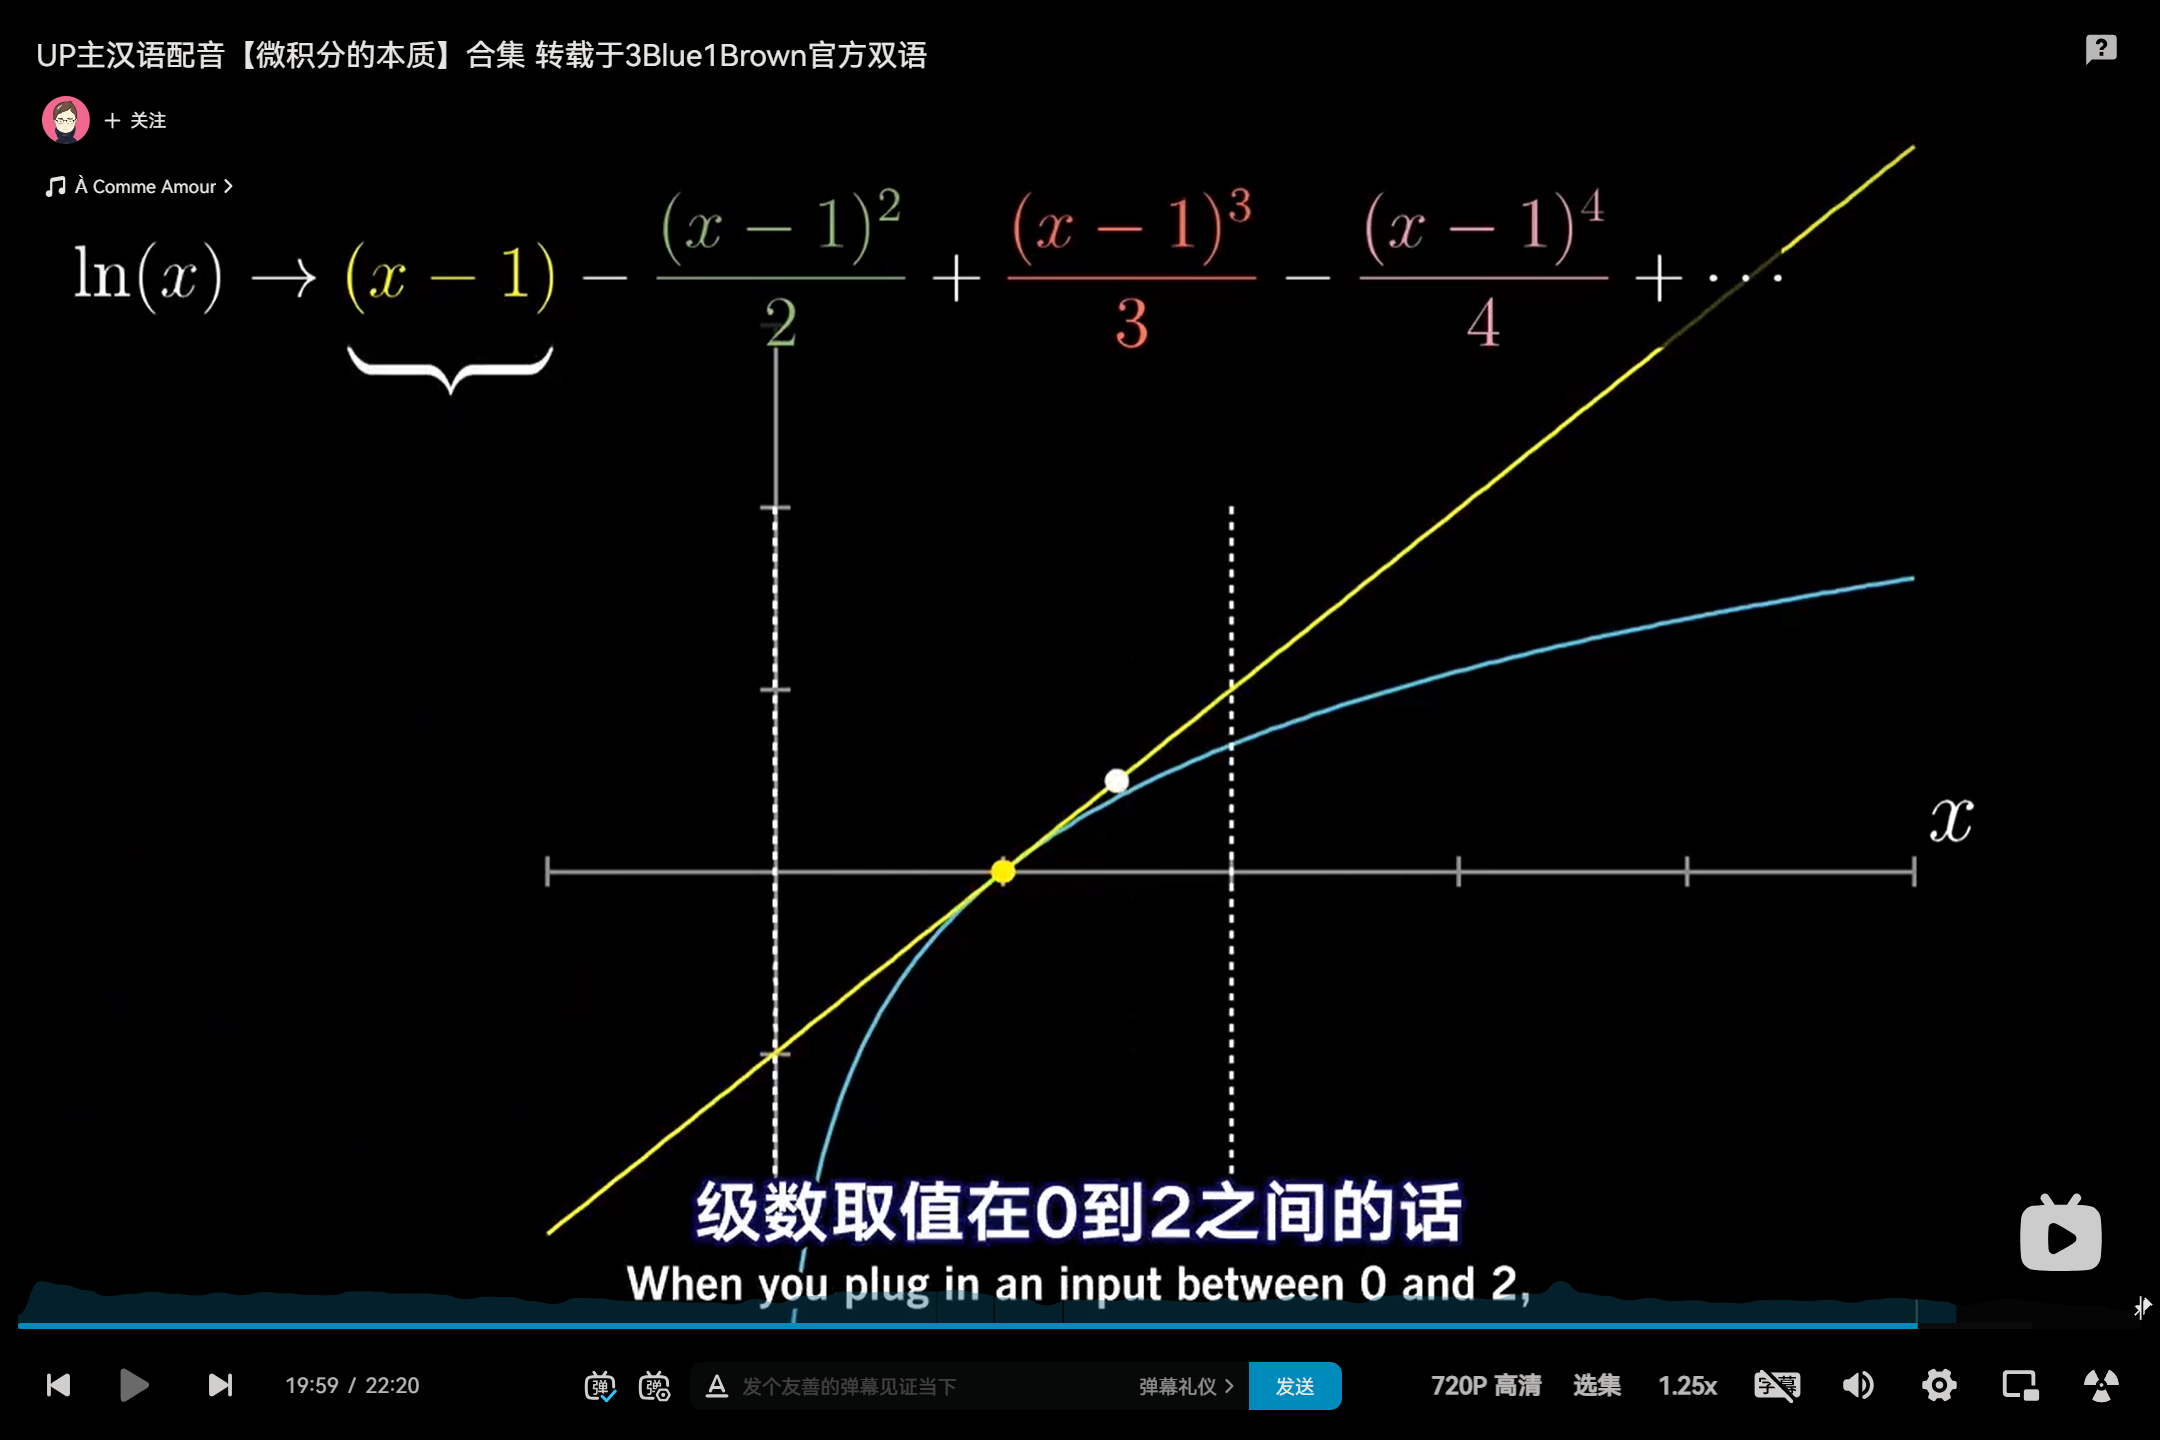 UP主汉语配音【微积分的本质】合集 转载于3Blue1Brown官方双语
+ 关注
À Comme Amour >
ln(x) → (x − 1) − (x − 1)²/2 + (x − 1)³/3 − (x − 1)⁴/4 + ···
x
级数取值在0到2之间的话
When you plug in an input between 0 and 2,
19:59 / 22:20
弹
弹
A
发个友善的弹幕见证当下
弹幕礼仪 >
发送
720P 高清
选集
1.25x
字幕